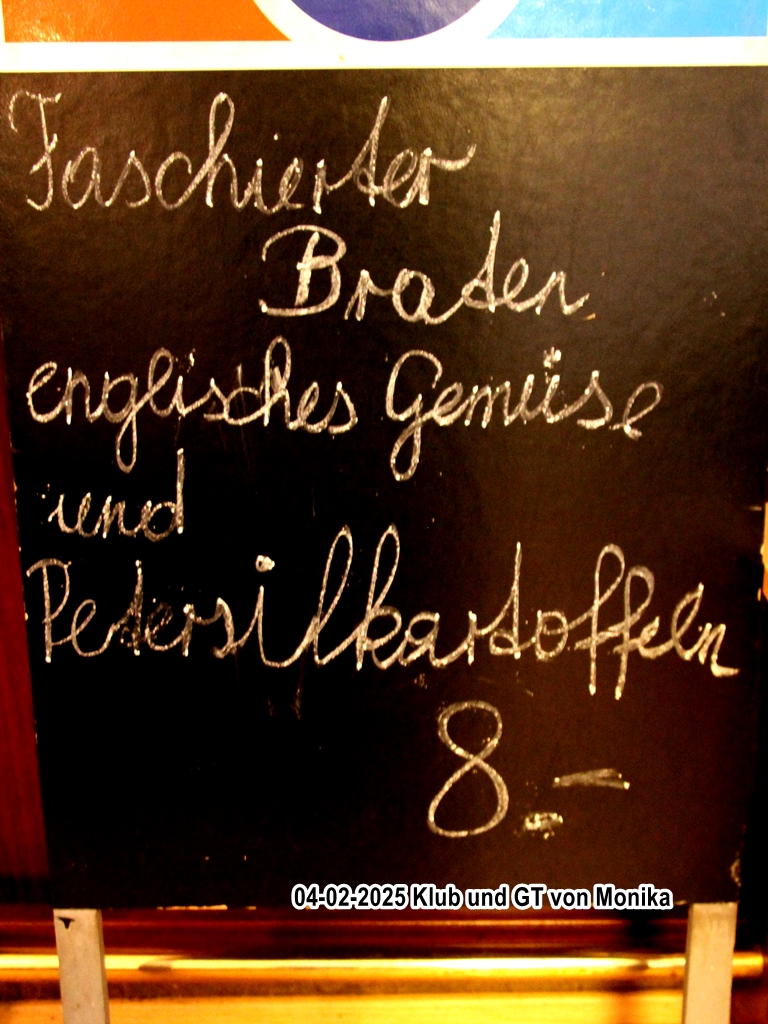 Faschierter
Braten
englisches Gemüse
und
Petersilkartoffeln
8.-
04-02-2025 Klub und GT von Monika